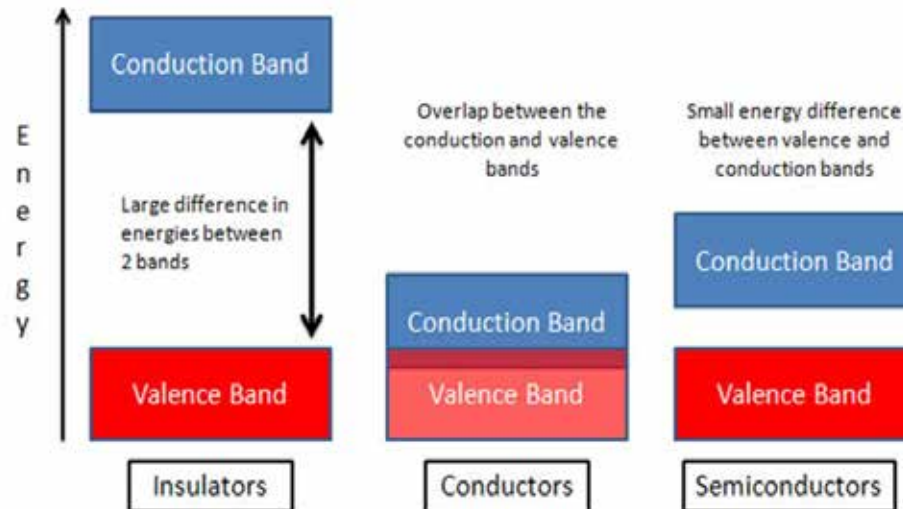 Energy
Conduction Band
Large difference in
energies between
2 bands
Valence Band
Insulators
Overlap between the
conduction and valence
bands
Conduction Band
Valence Band
Conductors
Small energy difference
between valence and
conduction bands
Conduction Band
Valence Band
Semiconductors